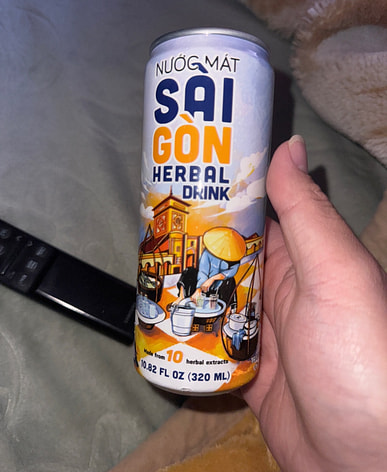 NƯỚC MÁT
SÀI
GÒN
HERBAL
DRINK
Made from 10 herbal extracts
10.82 FL OZ (320 ML)